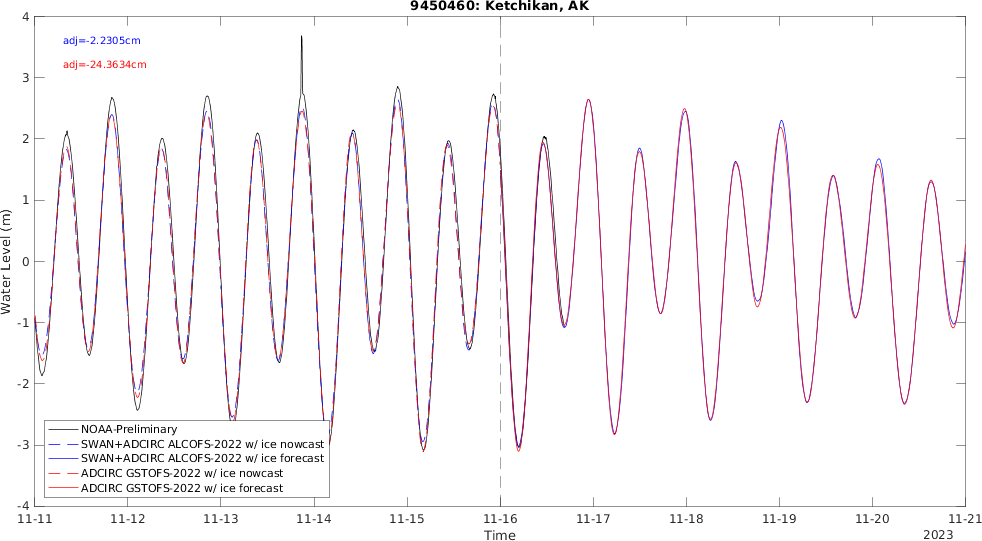 9450460: Ketchikan, AK
adj=-2.2305cm
adj=-24.3634cm
Water Level (m)
4
3
2
1
0
-1
-2
-3
-4
NOAA-Preliminary
SWAN+ADCIRC ALCOFS-2022 w/ ice nowcast
SWAN+ADCIRC ALCOFS-2022 w/ ice forecast
ADCIRC GSTOFS-2022 w/ ice nowcast
ADCIRC GSTOFS-2022 w/ ice forecast
11-11 11-12 11-13 11-14 11-15 11-16 11-17 11-18 11-19 11-20 11-21
Time
2023